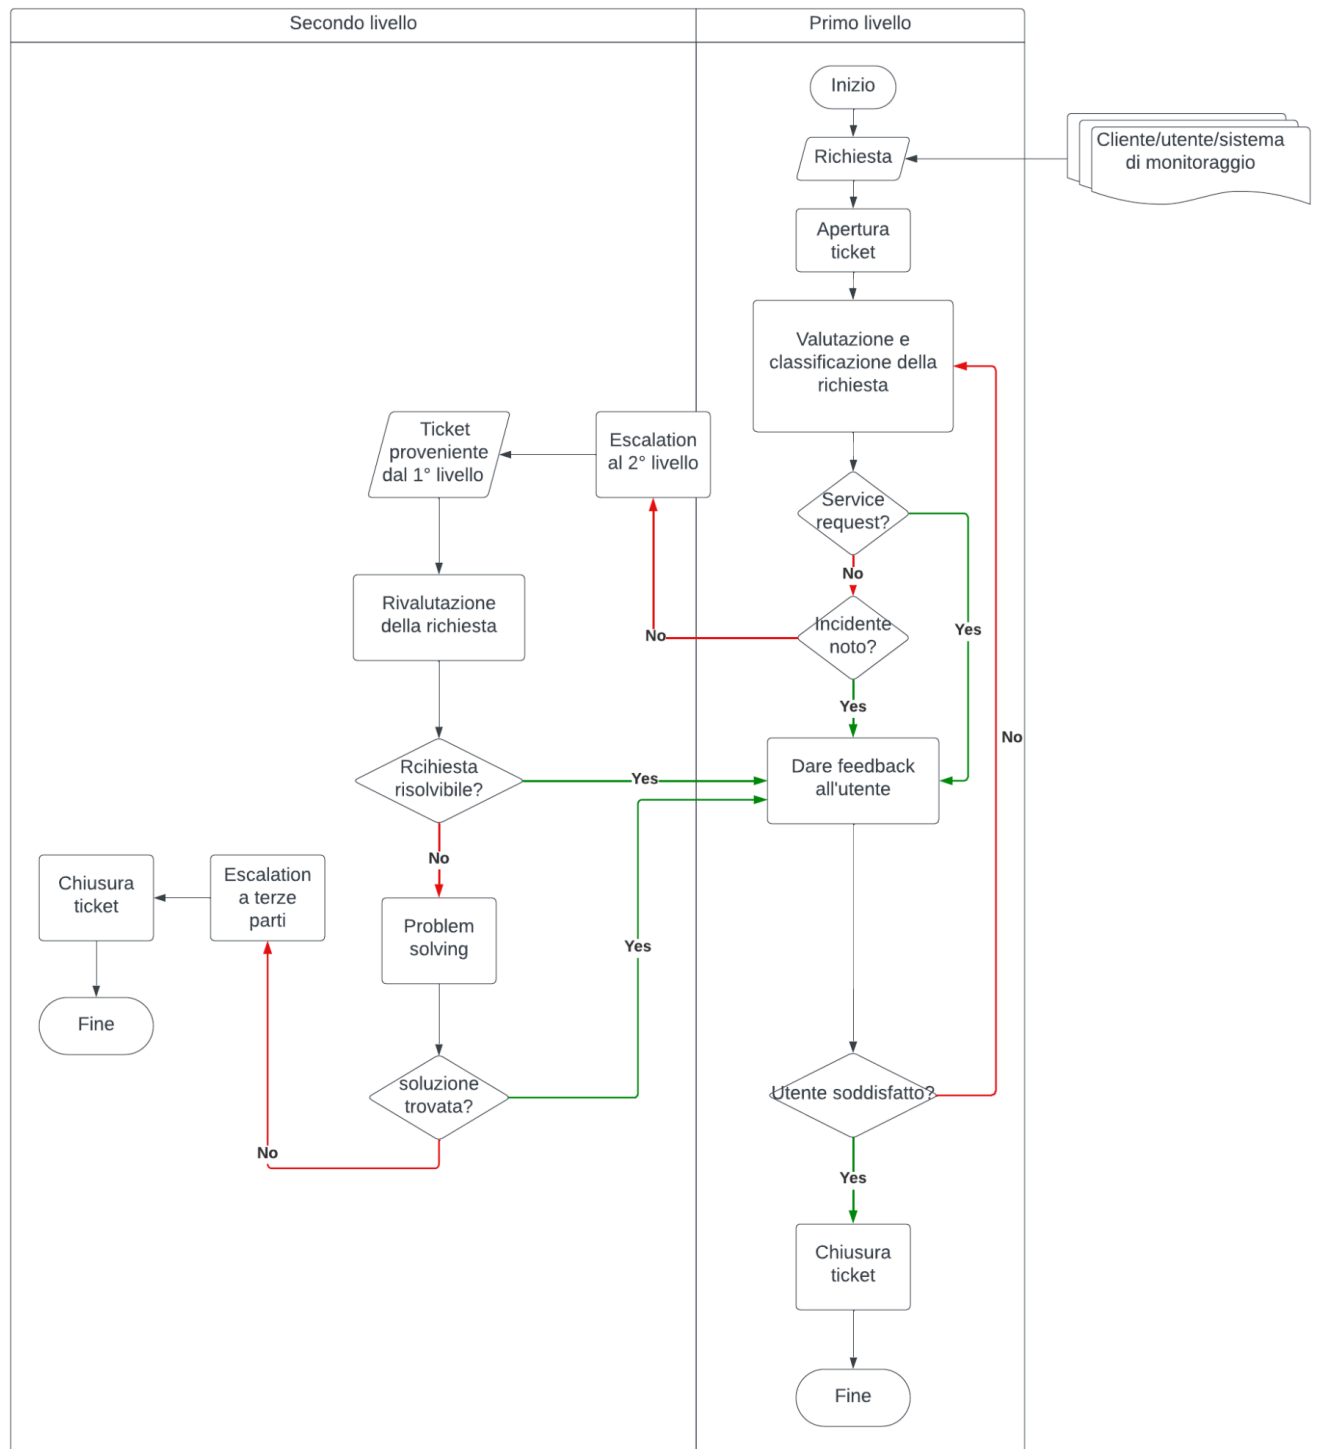 Secondo livello
Primo livello
Inizio
Richiesta
Cliente/utente/sistema
di monitoraggio
Apertura
ticket
Valutazione e
classificazione della
richiesta
Service
request?
No
Yes
Incidente
noto?
No
Yes
Escalation
al 2° livello
Ticket
proveniente
dal 1° livello
Rivalutazione
della richiesta
Rcihiesta
risolvibile?
Yes
No
Problem
solving
soluzione
trovata?
Yes
No
Escalation
a terze
parti
Chiusura
ticket
Fine
Dare feedback
all'utente
Utente soddisfatto?
No
Yes
Chiusura
ticket
Fine